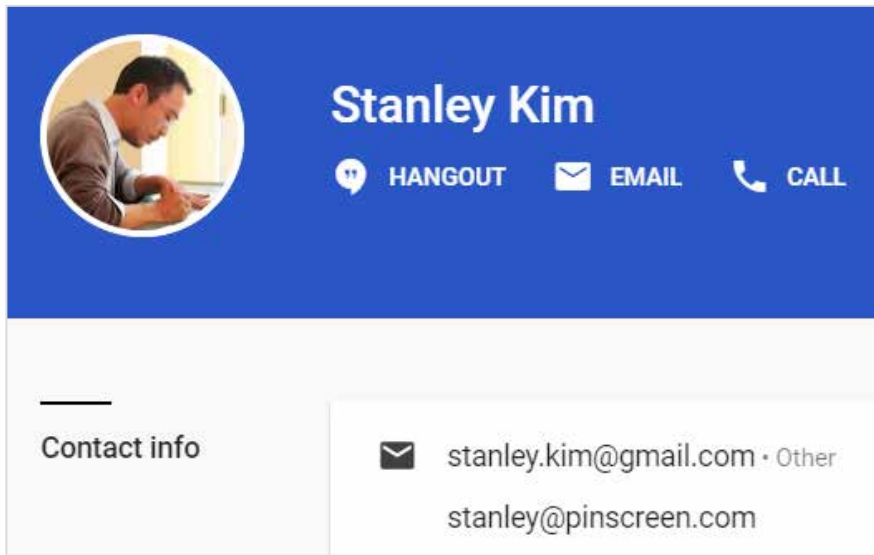 Stanley Kim
HANGOUT EMAIL CALL
Contact info
stanley.kim@gmail.com • Other
stanley@pinscreen.com